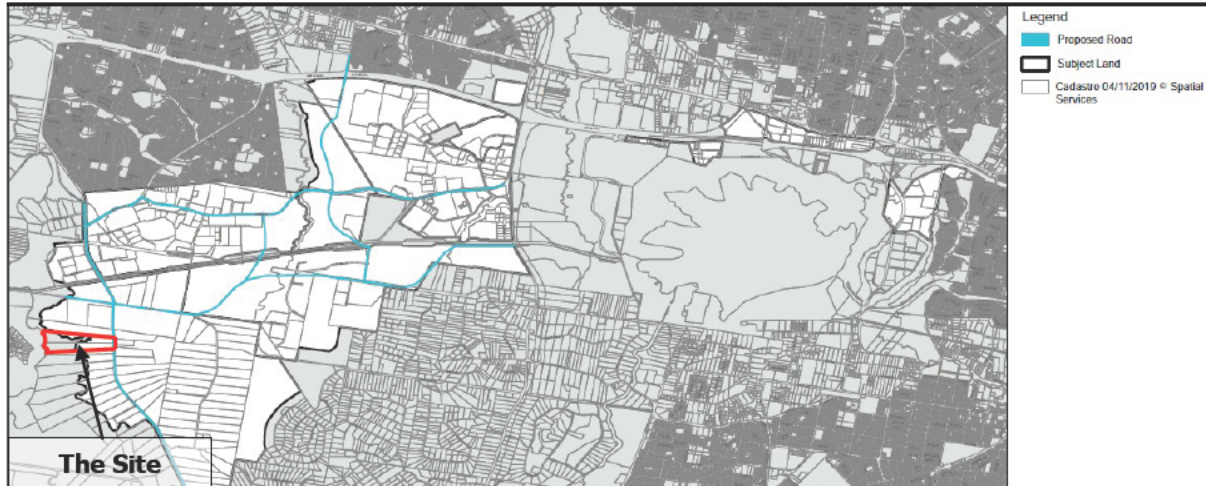 Legend
Proposed Road
Subject Land
Cadastre 04/11/2019 © Spatial
Services
The Site